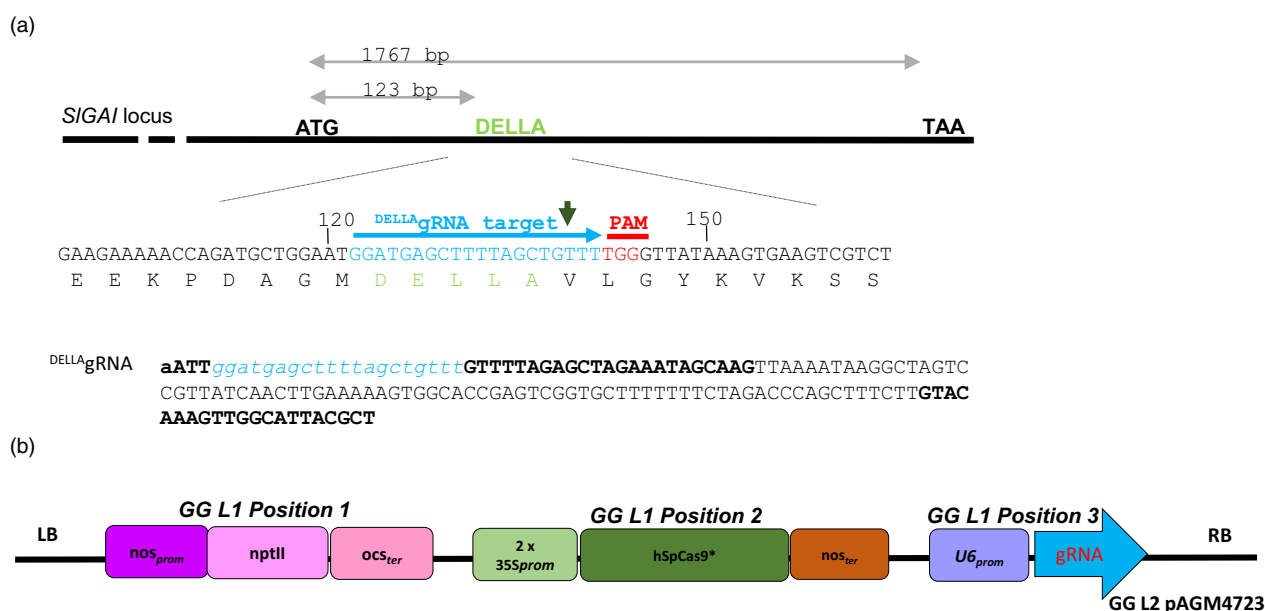 (a)
1767 bp
123 bp
SlGAI locus
ATG DELLA TAA
DELLAgRNA target PAM
120 150
GAAGAAAAACCAGATGCTGGAATGGATGAGCTTTTAGCTGTTTTGGGTTATAAAGTGAAGTCGTCT
E E K P D A G M D E L L A V L G Y K V K S S
DELLAgRNA aATTggatgagcttttagctgtttGTTTTAGAGCTAGAAATAGCAAGTTAAAATAAGGCTAGTC
CGTTATCAACTTGAAAAAGTGGCACCGAGTCGGTGCTTTTTTTCTAGACCCAGCTTTCTTGTAC
AAAGTTGGCATTACGCT
(b)
GG L1 Position 1 GG L1 Position 2 GG L1 Position 3
LB nosprom nptII ocster 2 x 35Sprom hSpCas9* noster U6prom gRNA RB
GG L2 pAGM4723